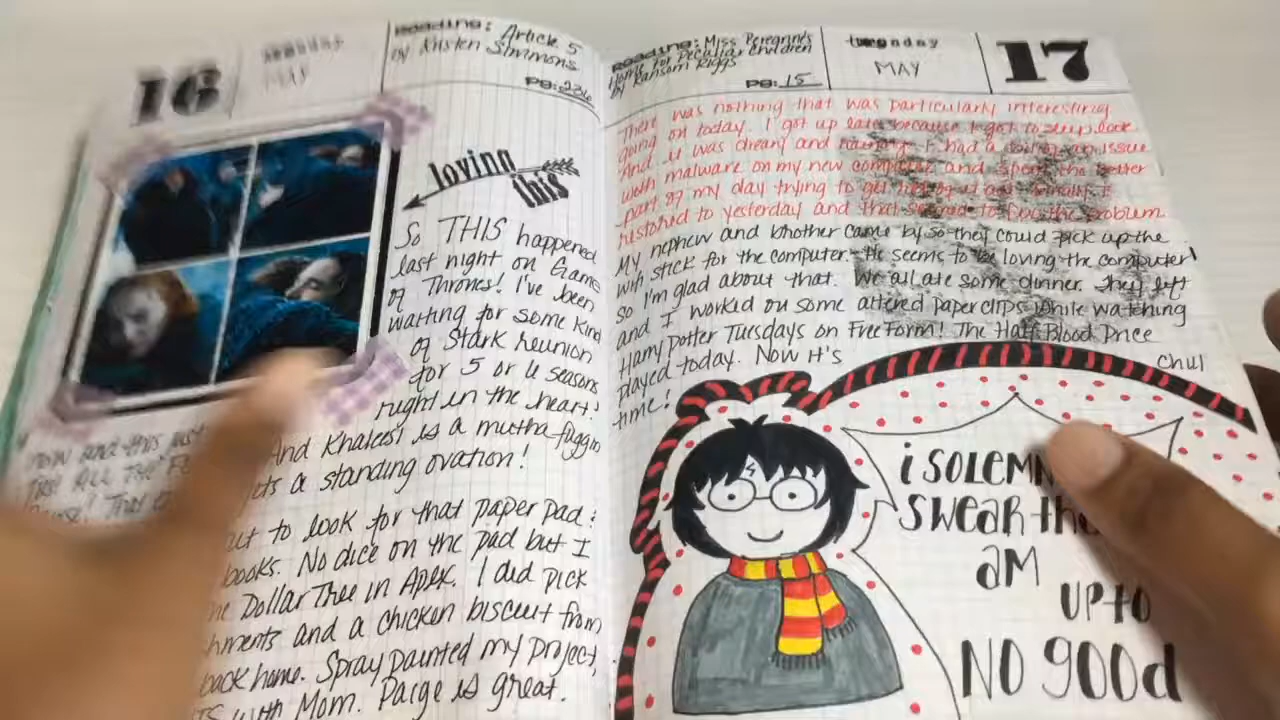 16
MAY
Reading: Article 5
by Kristen Simmons
PG: 236
loving
this
So THIS happened
last night on Game
of Thrones! I've been
waiting for some kind
of Stark reunion
for 5 or 6 seasons
right in the heart!
And Khaleesi is a mutha fuggin
a standing ovation!
to look for that paper pad
books. No dice on the pad but I
Dollar Tree in Apex. I did pick
and a chicken biscuit from
back home. Spray painted my project,
with Mom. Paige is great.
Reading: Miss Peregrine's
Home for Peculiar Children
by Ransom Riggs
PG: 15
MAY
17
There was nothing that was particularly interesting
going on today. I got up late because I got to sleep late
And it was dreary and raining. I had a issue
with malware on my new computer and spent the better
part of my day trying to get rid of it and finally I
restored to yesterday and that seemed to fix the problem
My nephew and brother came by so they could pick up the
wifi stick for the computer. He seems to be loving the computer
so I'm glad about that. We all ate some dinner. They left
and I worked on some altered paperclips while watching
Harry Potter Tuesdays on FreeForm! The Half Blood Price
played today. Now it's chill
time!
i SOLEMN
SWEAR
AM
UP to
NO good